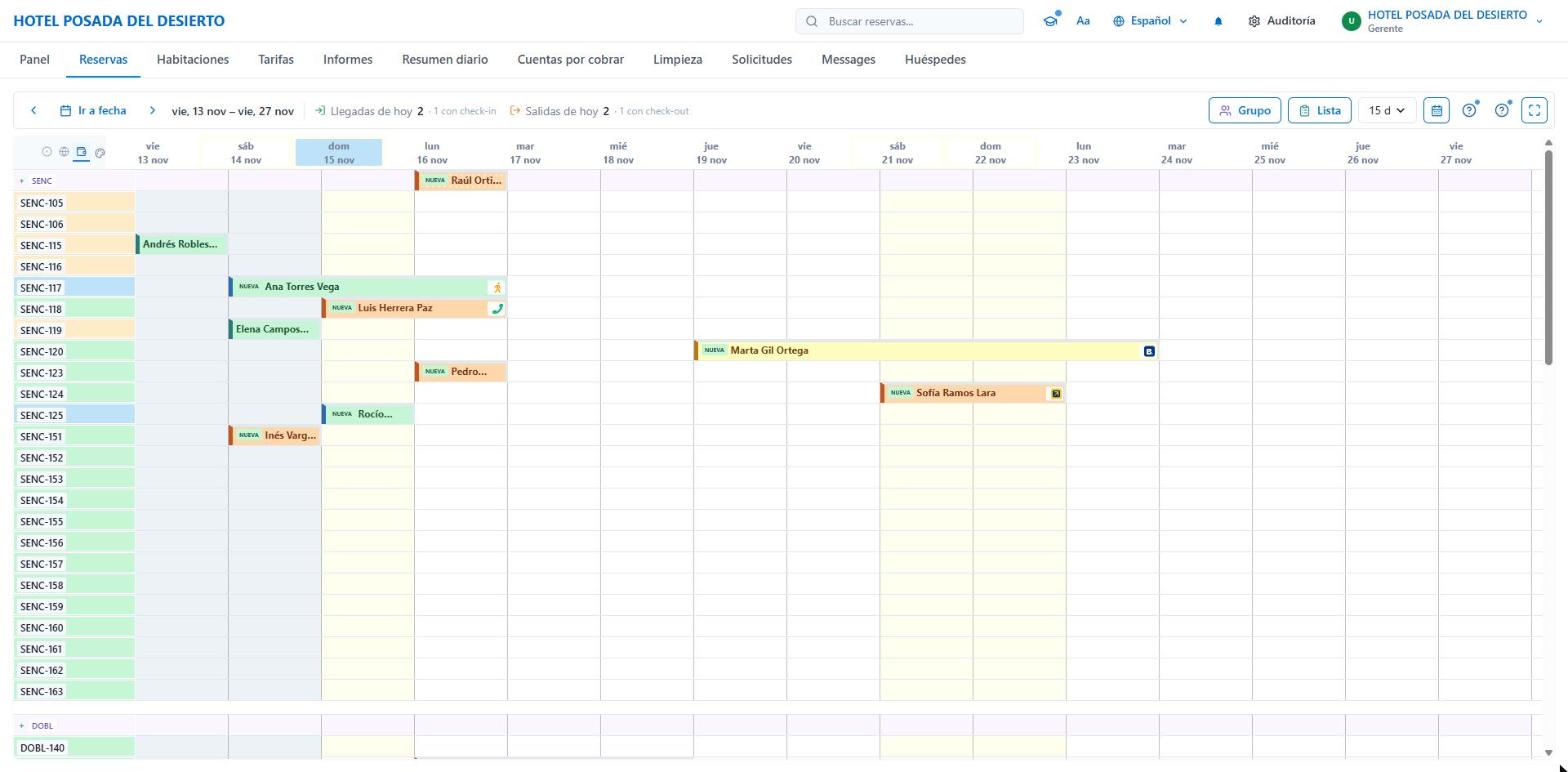 HOTEL POSADA DEL DESIERTO
Buscar reservas...
Aa
Español
Auditoría
U
HOTEL POSADA DEL DESIERTO
Gerente
Panel
Reservas
Habitaciones
Tarifas
Informes
Resumen diario
Cuentas por cobrar
Limpieza
Solicitudes
Messages
Huéspedes
Ir a fecha
vie, 13 nov – vie, 27 nov
Llegadas de hoy 2 · 1 con check-in
Salidas de hoy 2 · 1 con check-out
Grupo
Lista
15 d
vie
13 nov
sáb
14 nov
dom
15 nov
lun
16 nov
mar
17 nov
mié
18 nov
jue
19 nov
vie
20 nov
sáb
21 nov
dom
22 nov
lun
23 nov
mar
24 nov
mié
25 nov
jue
26 nov
vie
27 nov
+ SENC
NUEVA Raúl Orti...
SENC-105
SENC-106
SENC-115
Andrés Robles...
SENC-116
SENC-117
NUEVA Ana Torres Vega
SENC-118
NUEVA Luis Herrera Paz
SENC-119
Elena Campos...
SENC-120
NUEVA Marta Gil Ortega
B
SENC-123
NUEVA Pedro...
SENC-124
NUEVA Sofía Ramos Lara
SENC-125
NUEVA Rocío...
SENC-151
NUEVA Inés Varg...
SENC-152
SENC-153
SENC-154
SENC-155
SENC-156
SENC-157
SENC-158
SENC-159
SENC-160
SENC-161
SENC-162
SENC-163
+ DOBL
DOBL-140